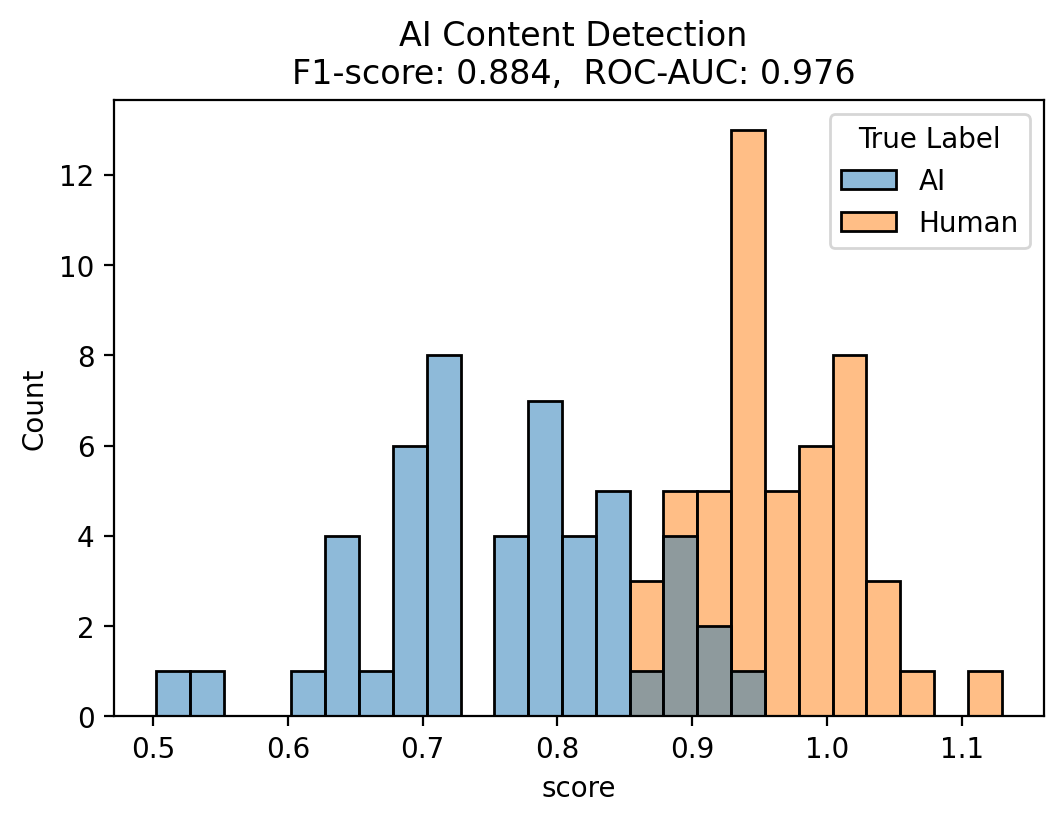 AI Content Detection
F1-score: 0.884,  ROC-AUC: 0.976
True Label
AI
Human
Count
12
10
8
6
4
2
0
0.5 0.6 0.7 0.8 0.9 1.0 1.1
score